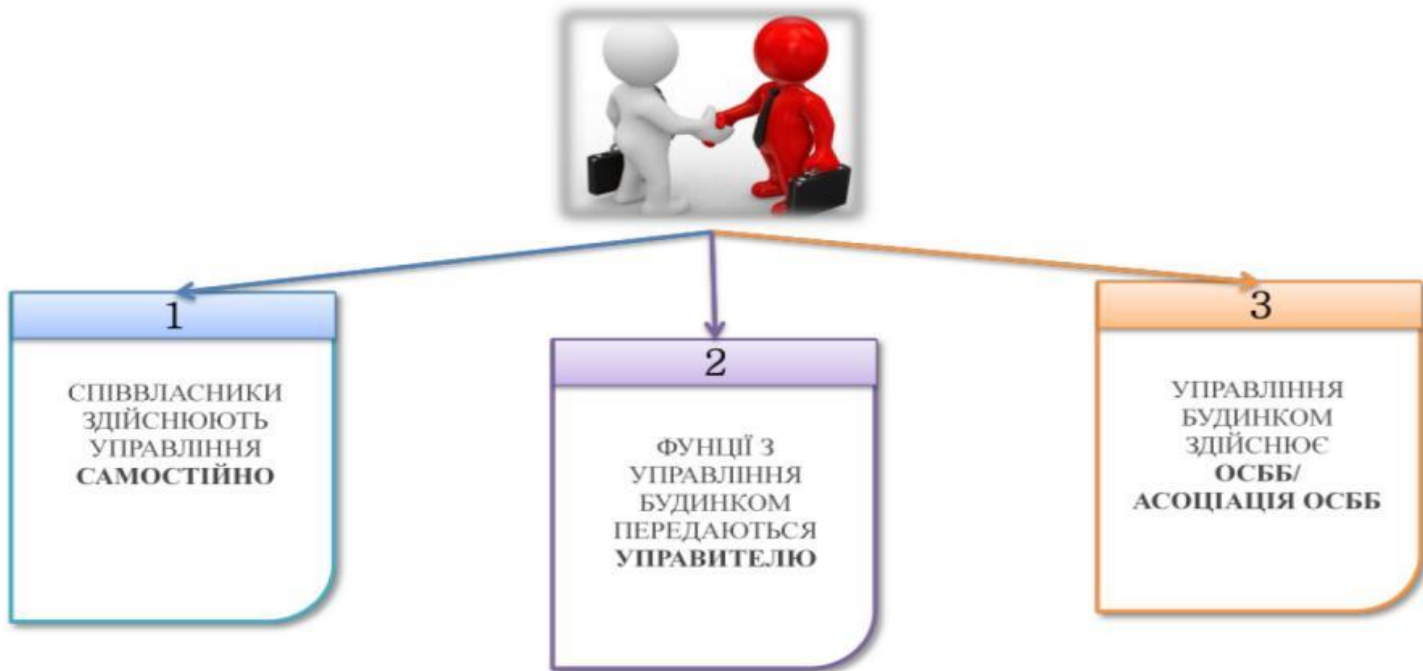 1
СПІВВЛАСНИКИ
ЗДІЙСНЮЮТЬ
УПРАВЛІННЯ
САМОСТІЙНО
2
ФУНЦІЇ З
УПРАВЛІННЯ
БУДИНКОМ
ПЕРЕДАЮТЬСЯ
УПРАВИТЕЛЮ
3
УПРАВЛІННЯ
БУДИНКОМ
ЗДІЙСНЮЄ
ОСББ/
АСОЦІАЦІЯ ОСББ